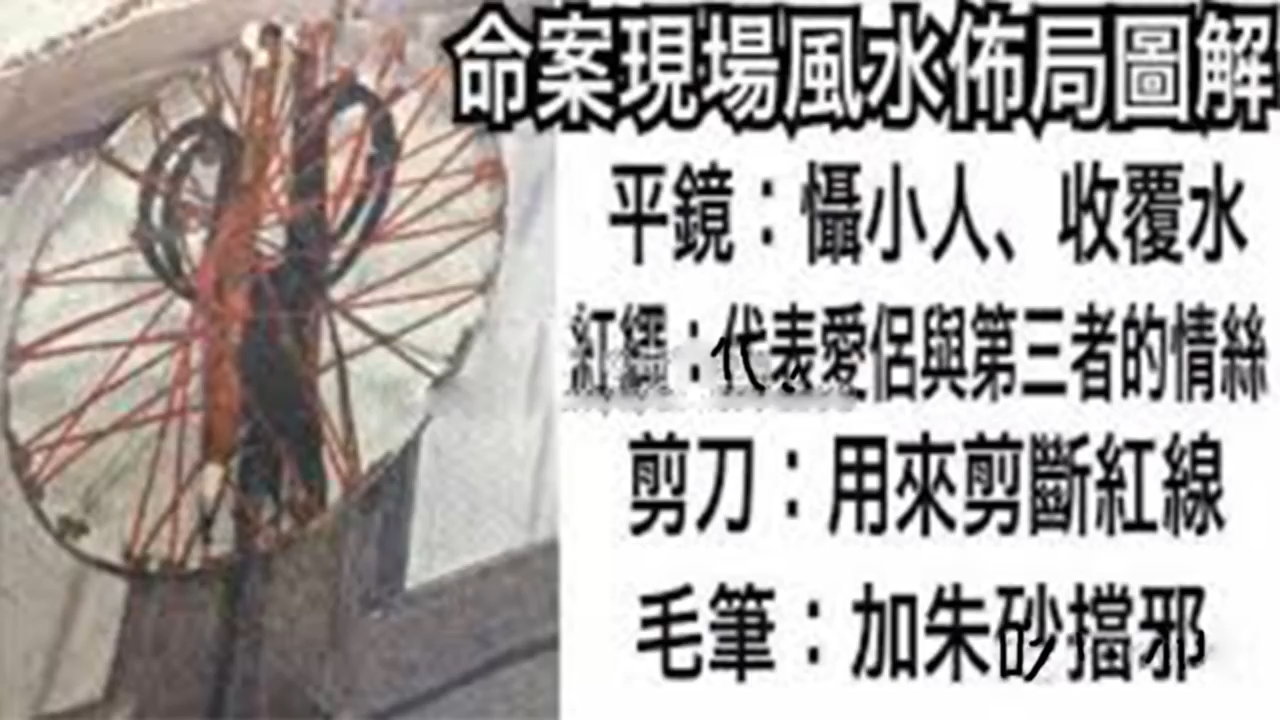 命案現場風水佈局圖解
平鏡：懾小人、收覆水
紅繩：代表愛侶與第三者的情絲
剪刀：用來剪斷紅線
毛筆：加朱砂擋邪